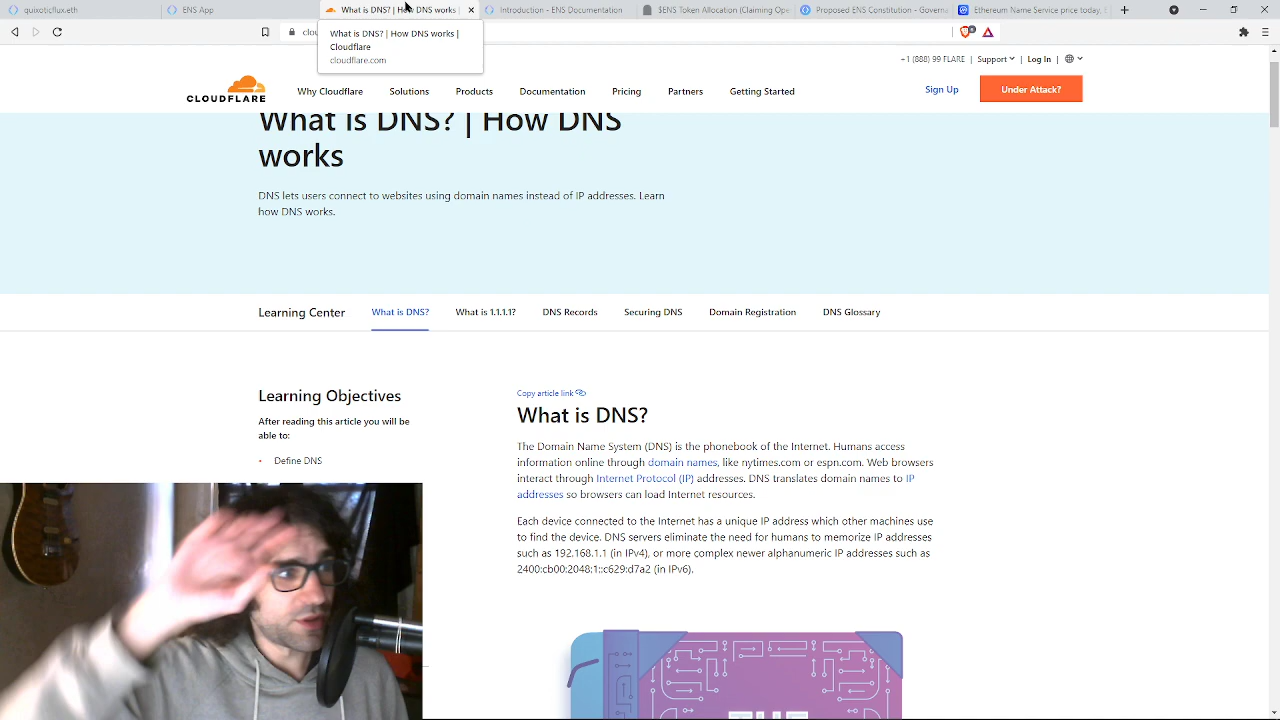 quixoticflux.eth
ENS App
What is DNS? | How DNS works
Introduction - ENS Documentation
$ENS Token Allocation (Claiming Op
Proposed ENS Constitution - Governa
Ethereum Name Service price today,
What is DNS? | How DNS works |
Cloudflare
cloudflare.com
clou
+1 (888) 99 FLARE | Support | Log In |
CLOUDFLARE
Why Cloudflare
Solutions
Products
Documentation
Pricing
Partners
Getting Started
Sign Up
Under Attack?
What is DNS? | How DNS
works
DNS lets users connect to websites using domain names instead of IP addresses. Learn
how DNS works.
Learning Center
What is DNS?
What is 1.1.1.1?
DNS Records
Securing DNS
Domain Registration
DNS Glossary
Learning Objectives
After reading this article you will be
able to:
Define DNS
Copy article link
What is DNS?
The Domain Name System (DNS) is the phonebook of the Internet. Humans access
information online through domain names, like nytimes.com or espn.com. Web browsers
interact through Internet Protocol (IP) addresses. DNS translates domain names to IP
addresses so browsers can load Internet resources.
Each device connected to the Internet has a unique IP address which other machines use
to find the device. DNS servers eliminate the need for humans to memorize IP addresses
such as 192.168.1.1 (in IPv4), or more complex newer alphanumeric IP addresses such as
2400:cb00:2048:1::c629:d7a2 (in IPv6).
THE